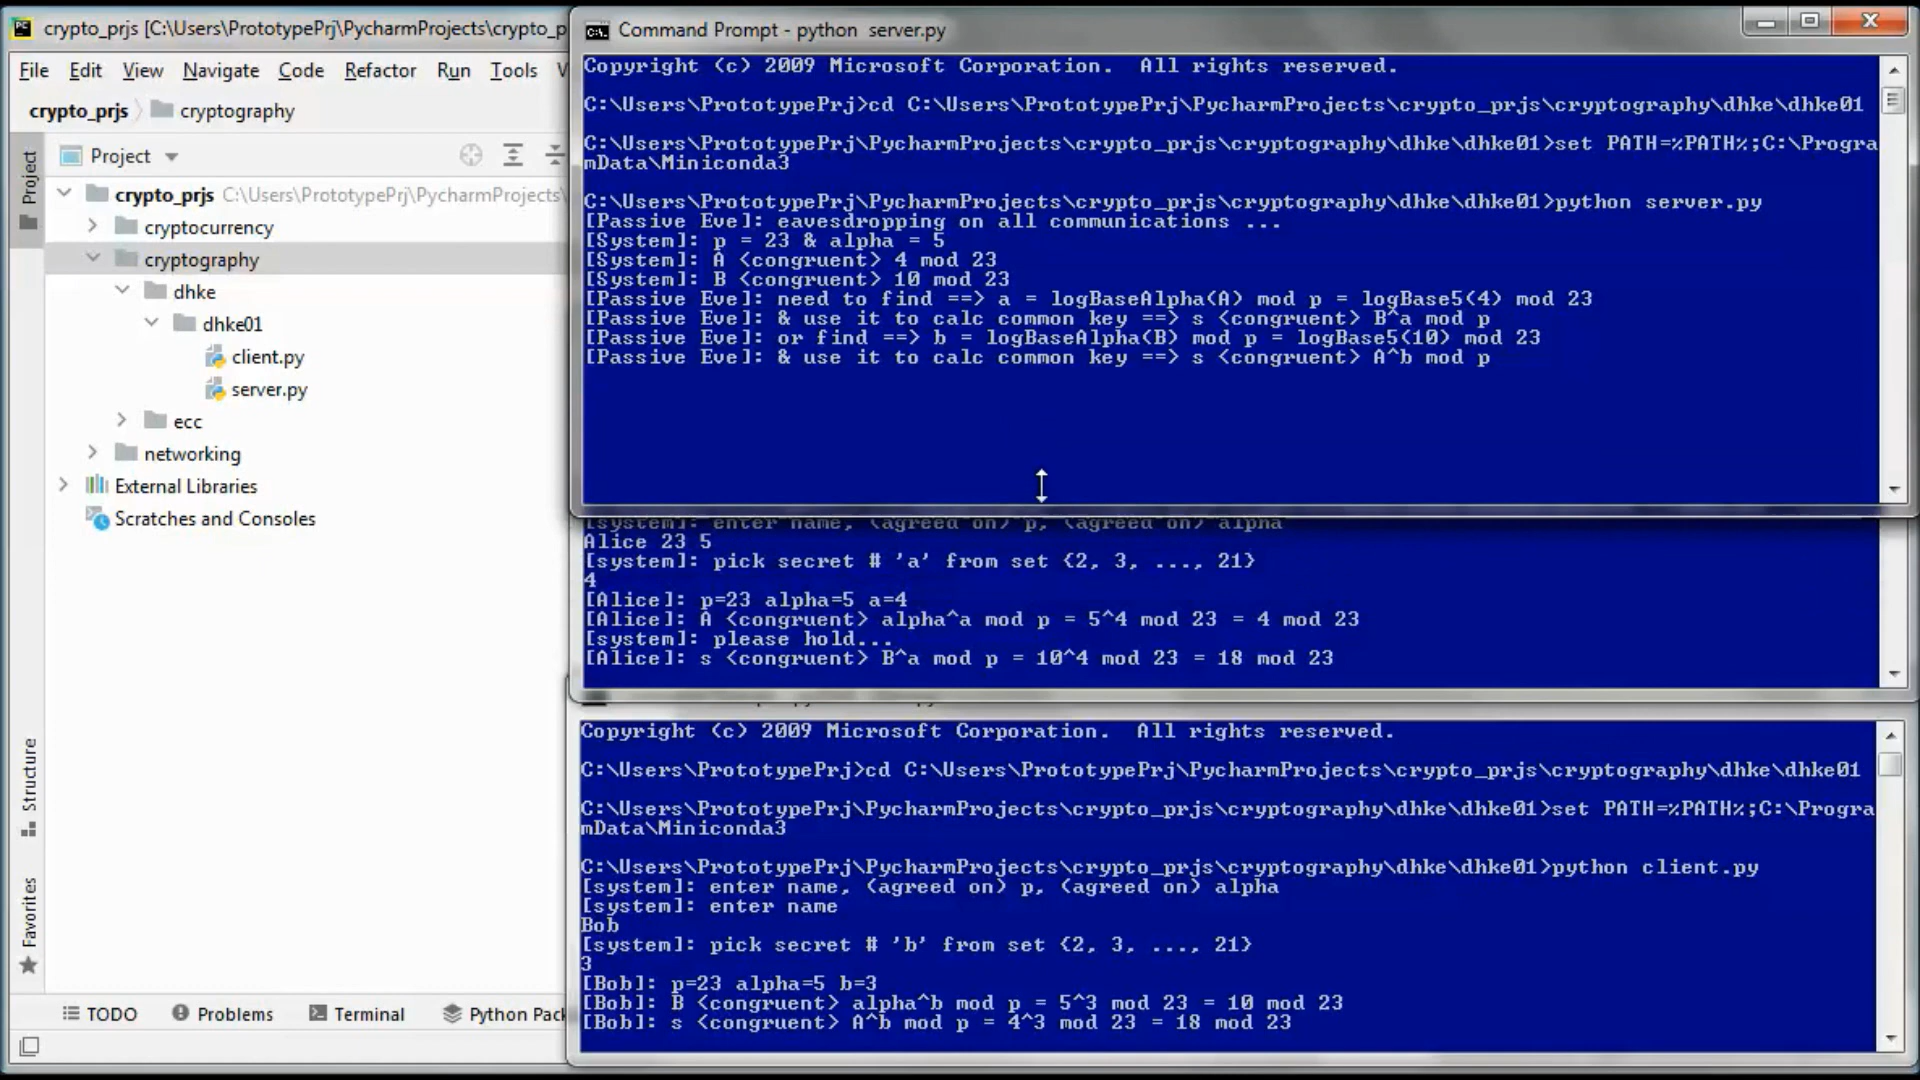 crypto_prjs [C:\Users\PrototypePrj\PycharmProjects\crypto_p
File Edit View Navigate Code Refactor Run Tools
crypto_prjs cryptography
Project
Project
crypto_prjs C:\Users\PrototypePrj\PycharmProjects\
cryptocurrency
cryptography
dhke
dhke01
client.py
server.py
ecc
networking
External Libraries
Scratches and Consoles
Structure
Favorites
TODO Problems Terminal Python Pack
Command Prompt - python server.py
Copyright (c) 2009 Microsoft Corporation. All rights reserved.
C:\Users\PrototypePrj>cd C:\Users\PrototypePrj\PycharmProjects\crypto_prjs\cryptography\dhke\dhke01
C:\Users\PrototypePrj\PycharmProjects\crypto_prjs\cryptography\dhke\dhke01>set PATH=%PATH%;C:\Progra
mData\Miniconda3
C:\Users\PrototypePrj\PycharmProjects\crypto_prjs\cryptography\dhke\dhke01>python server.py
[Passive Eve]: eavesdropping on all communications ...
[System]: p = 23 & alpha = 5
[System]: A <congruent> 4 mod 23
[System]: B <congruent> 10 mod 23
[Passive Eve]: need to find ==> a = logBaseAlpha(A) mod p = logBase5(4) mod 23
[Passive Eve]: & use it to calc common key ==> s <congruent> B^a mod p
[Passive Eve]: or find ==> b = logBaseAlpha(B) mod p = logBase5(10) mod 23
[Passive Eve]: & use it to calc common key ==> s <congruent> A^b mod p
[system]: enter name, (agreed on) p, (agreed on) alpha
Alice 23 5
[system]: pick secret # 'a' from set {2, 3, ..., 21}
4
[Alice]: p=23 alpha=5 a=4
[Alice]: A <congruent> alpha^a mod p = 5^4 mod 23 = 4 mod 23
[system]: please hold...
[Alice]: s <congruent> B^a mod p = 10^4 mod 23 = 18 mod 23
Copyright (c) 2009 Microsoft Corporation. All rights reserved.
C:\Users\PrototypePrj>cd C:\Users\PrototypePrj\PycharmProjects\crypto_prjs\cryptography\dhke\dhke01
C:\Users\PrototypePrj\PycharmProjects\crypto_prjs\cryptography\dhke\dhke01>set PATH=%PATH%;C:\Progra
mData\Miniconda3
C:\Users\PrototypePrj\PycharmProjects\crypto_prjs\cryptography\dhke\dhke01>python client.py
[system]: enter name, (agreed on) p, (agreed on) alpha
[system]: enter name
Bob
[system]: pick secret # 'b' from set {2, 3, ..., 21}
3
[Bob]: p=23 alpha=5 b=3
[Bob]: B <congruent> alpha^b mod p = 5^3 mod 23 = 10 mod 23
[Bob]: s <congruent> A^b mod p = 4^3 mod 23 = 18 mod 23